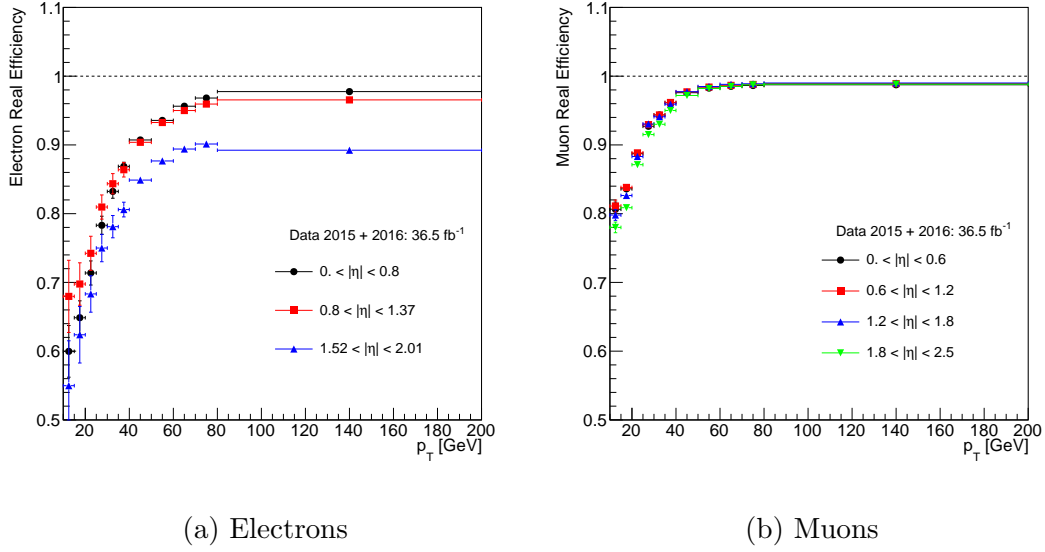 Electron Real Efficiency
1.1
1
0.9
0.8
0.7
0.6
0.5
Data 2015 + 2016: 36.5 fb⁻¹
0. < |η| < 0.8
0.8 < |η| < 1.37
1.52 < |η| < 2.01
20 40 60 80 100 120 140 160 180 200
p_T [GeV]
(a) Electrons
Muon Real Efficiency
1.1
1
0.9
0.8
0.7
0.6
0.5
Data 2015 + 2016: 36.5 fb⁻¹
0. < |η| < 0.6
0.6 < |η| < 1.2
1.2 < |η| < 1.8
1.8 < |η| < 2.5
20 40 60 80 100 120 140 160 180 200
p_T [GeV]
(b) Muons